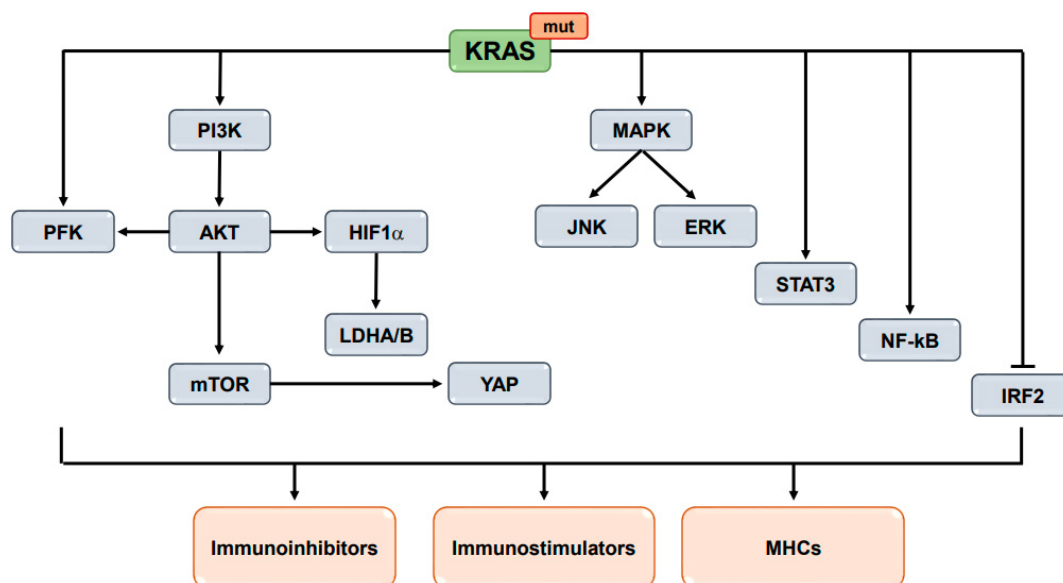 mut
KRAS
PI3K
MAPK
PFK
AKT
HIF1α
JNK
ERK
STAT3
LDHA/B
NF-kB
mTOR
YAP
IRF2
Immunoinhibitors
Immunostimulators
MHCs